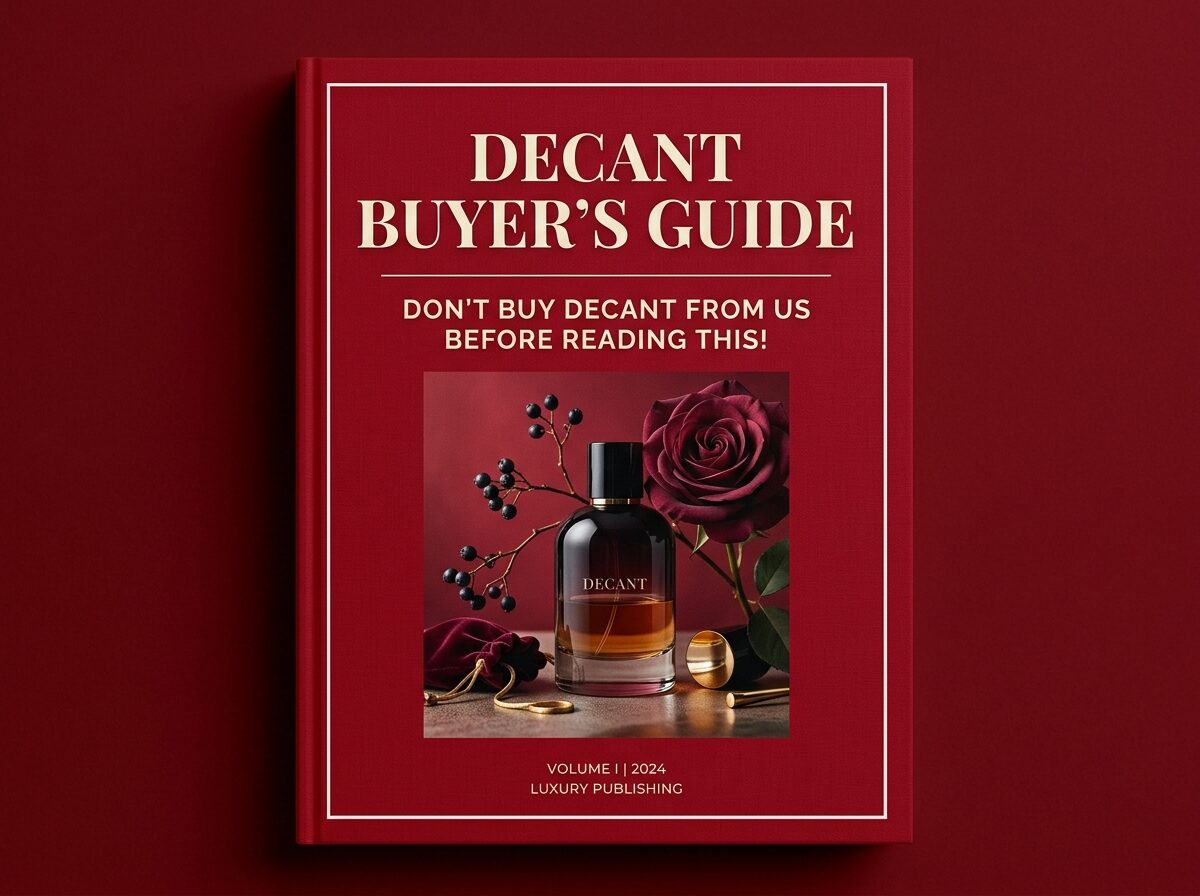 DECANT
BUYER’S GUIDE
DON’T BUY DECANT FROM US
BEFORE READING THIS!
DECANT
VOLUME I | 2024
LUXURY PUBLISHING